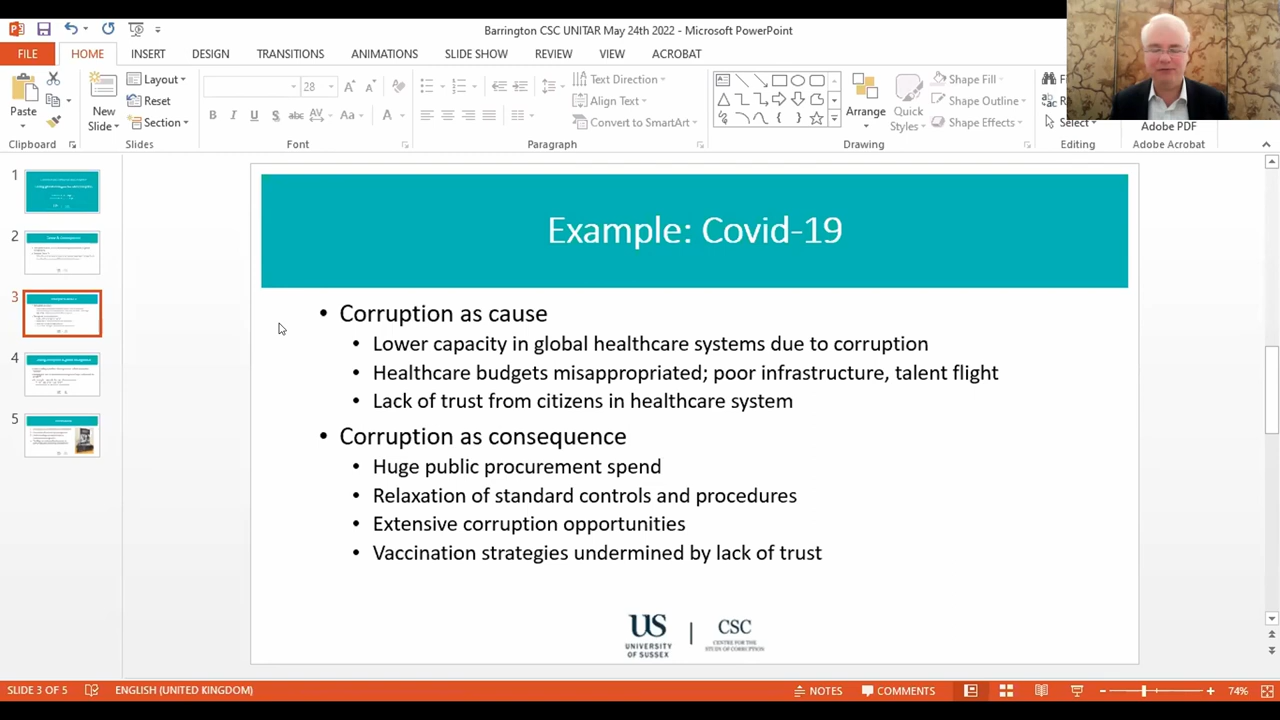 Barrington CSC UNITAR May 24th 2022 - Microsoft PowerPoint
FILE HOME INSERT DESIGN TRANSITIONS ANIMATIONS SLIDE SHOW REVIEW VIEW ACROBAT
Paste
New
Slide
Layout
Reset
Section
28
Text Direction
Align Text
Convert to SmartArt
Arrange
Quick
Styles
Shape Fill
Shape Outline
Shape Effects
Select
Adobe PDF
Clipboard Slides Font Paragraph Drawing Editing Adobe Acrobat
1
2
3
4
5
Example: Covid-19
• Corruption as cause
• Lower capacity in global healthcare systems due to corruption
• Healthcare budgets misappropriated; poor infrastructure, talent flight
• Lack of trust from citizens in healthcare system
• Corruption as consequence
• Huge public procurement spend
• Relaxation of standard controls and procedures
• Extensive corruption opportunities
• Vaccination strategies undermined by lack of trust
US
UNIVERSITY
OF SUSSEX
CSC
CENTRE FOR THE
STUDY OF CORRUPTION
SLIDE 3 OF 5 ENGLISH (UNITED KINGDOM) NOTES COMMENTS 74%